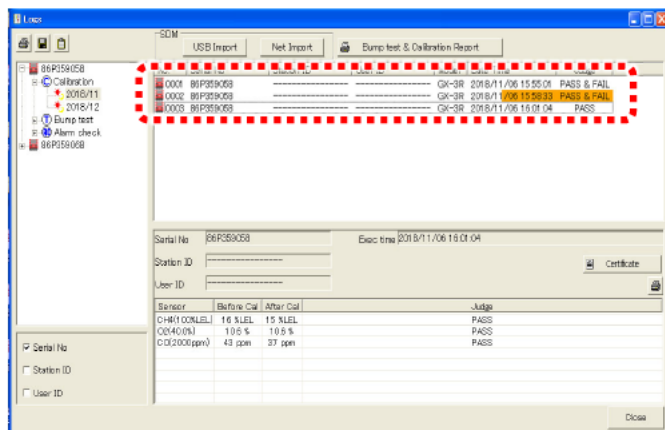 Logs
SDM
USB Import Net Import Bump test & Calibration Report
86P359058
Calibration
2018/11
2018/12
Bump test
Alarm check
86P359068
0001 86P359058 ---------------- ---------------- GX-3R 2018/11/06 15:55:01 PASS & FAIL
0002 86P359058 ---------------- ---------------- GX-3R 2018/11/06 15:58:33 PASS & FAIL
0003 86P359058 ---------------- ---------------- GX-3R 2018/11/06 16:01:04 PASS
Serial No 86P359058 Exec time 2018/11/06 16:01:04
Station ID ----------------
Certificate
User ID ----------------
Sensor Before Cal After Cal Judge
CH4(100%LEL) 16 %LEL 15 %LEL PASS
O2(40.0%) 10.6 % 10.6 % PASS
CO(2000ppm) 43 ppm 37 ppm PASS
Serial No
Station ID
User ID
Close